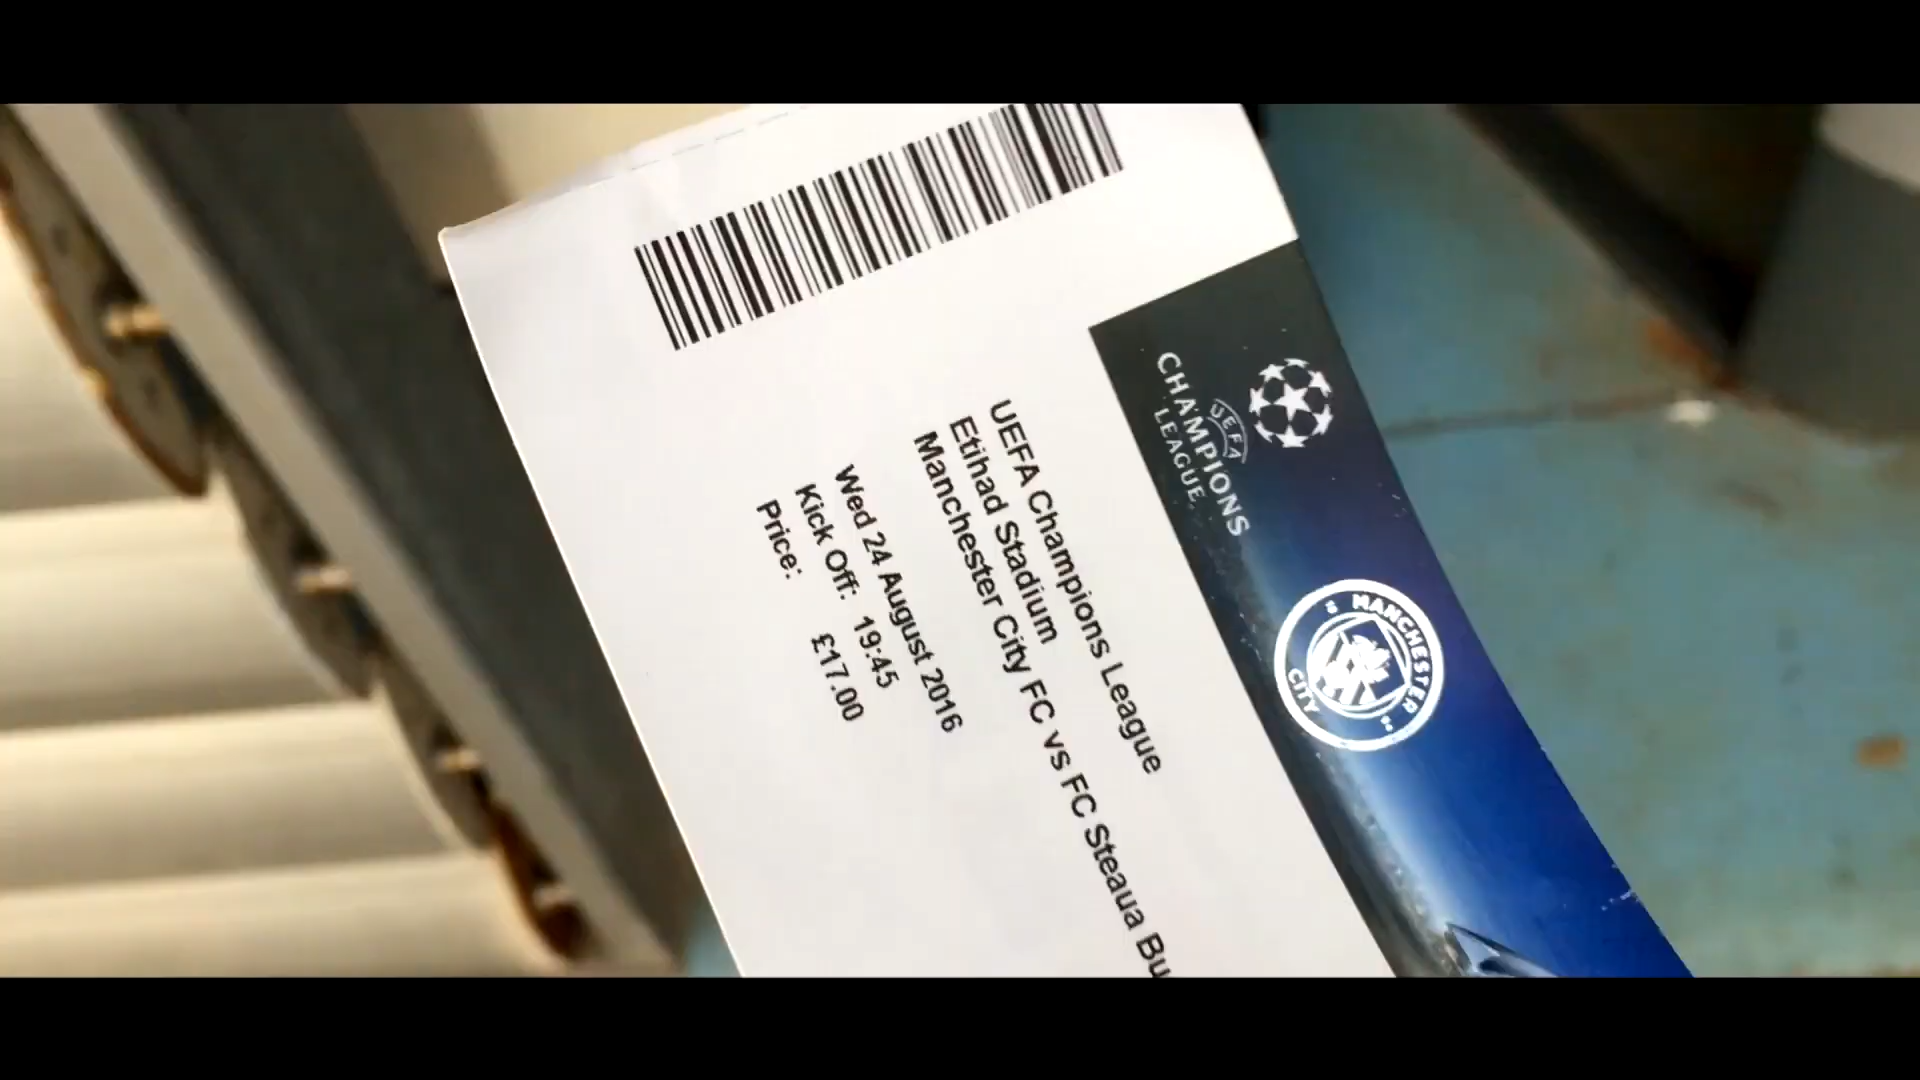 UEFA
CHAMPIONS
LEAGUE
MANCHESTER
CITY
UEFA Champions League
Etihad Stadium
Manchester City FC vs FC Steaua Bu
Wed 24 August 2016
Kick Off: 19:45
Price: £17.00